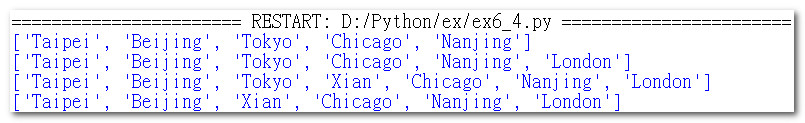 ======================= RESTART: D:/Python/ex/ex6_4.py =======================
['Taipei', 'Beijing', 'Tokyo', 'Chicago', 'Nanjing']
['Taipei', 'Beijing', 'Tokyo', 'Chicago', 'Nanjing', 'London']
['Taipei', 'Beijing', 'Tokyo', 'Xian', 'Chicago', 'Nanjing', 'London']
['Taipei', 'Beijing', 'Xian', 'Chicago', 'Nanjing', 'London']